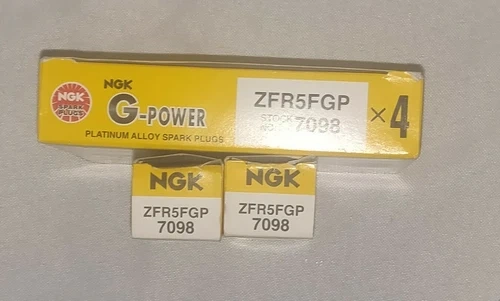 NGK
G-POWER
PLATINUM ALLOY SPARK PLUGS
NGK
SPARK
PLUGS
ZFR5FGP
STOCK
NO.
7098
×4
NGK
ZFR5FGP
7098
NGK
ZFR5FGP
7098